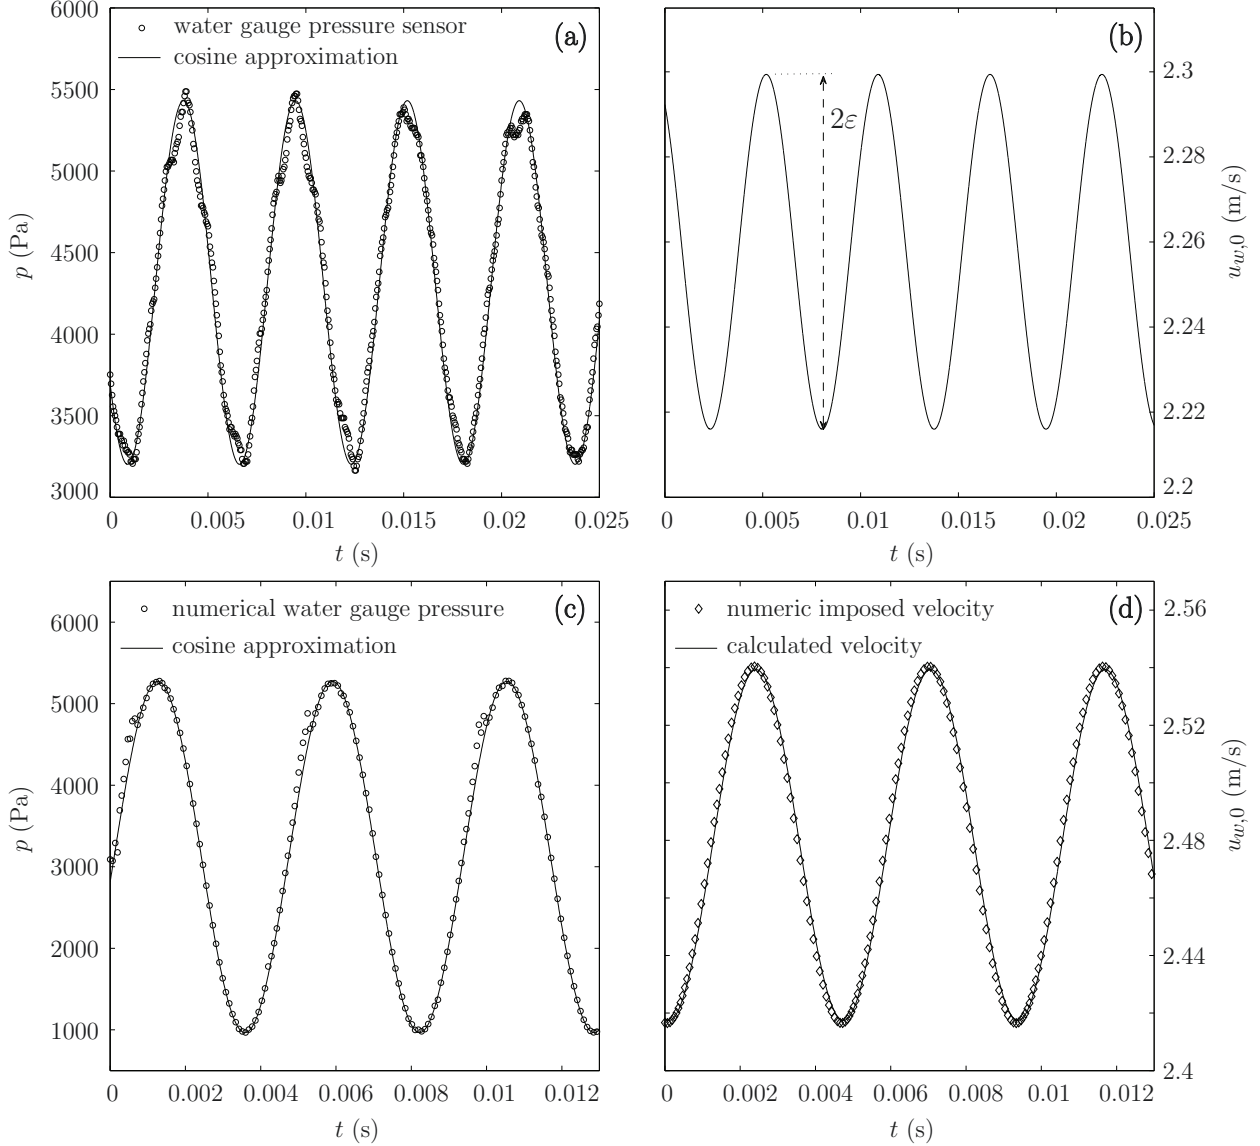 water gauge pressure sensor
cosine approximation
(a)
6000
5500
5000
4500
4000
3500
3000
p (Pa)
0 0.005 0.01 0.015 0.02 0.025
t (s)
(b)
2ε
2.3
2.28
2.26
2.24
2.22
2.2
u_{w,0} (m/s)
0 0.005 0.01 0.015 0.02 0.025
t (s)
numerical water gauge pressure
cosine approximation
(c)
6000
5000
4000
3000
2000
1000
p (Pa)
0 0.002 0.004 0.006 0.008 0.01 0.012
t (s)
numeric imposed velocity
calculated velocity
(d)
2.56
2.52
2.48
2.44
2.4
u_{w,0} (m/s)
0 0.002 0.004 0.006 0.008 0.01 0.012
t (s)